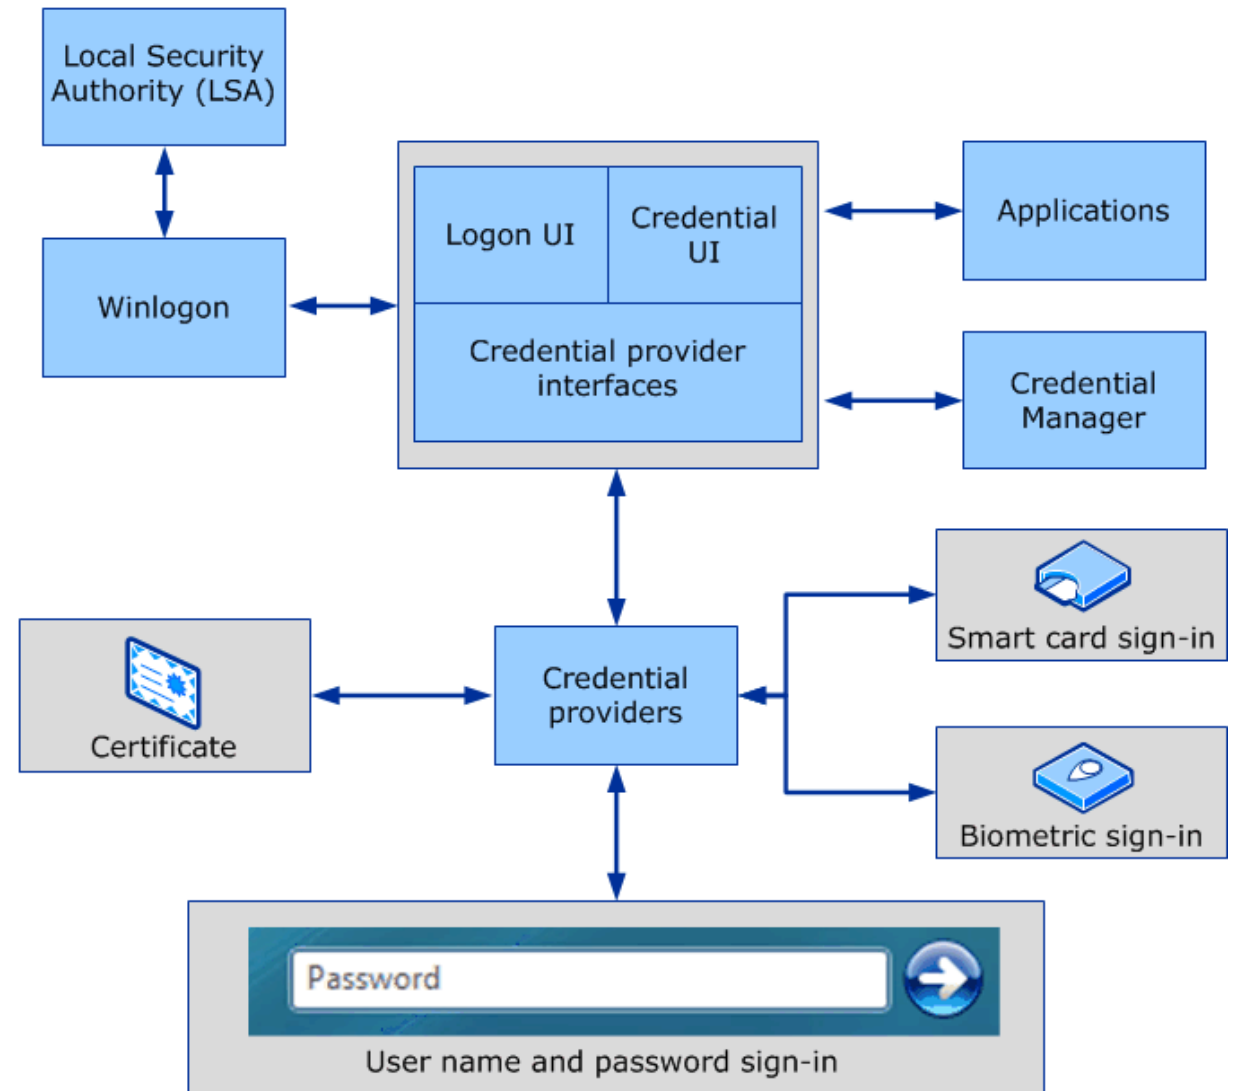 Local Security
Authority (LSA)
Winlogon
Logon UI
Credential
UI
Credential provider
interfaces
Applications
Credential
Manager
Smart card sign-in
Credential
providers
Certificate
Biometric sign-in
Password
User name and password sign-in